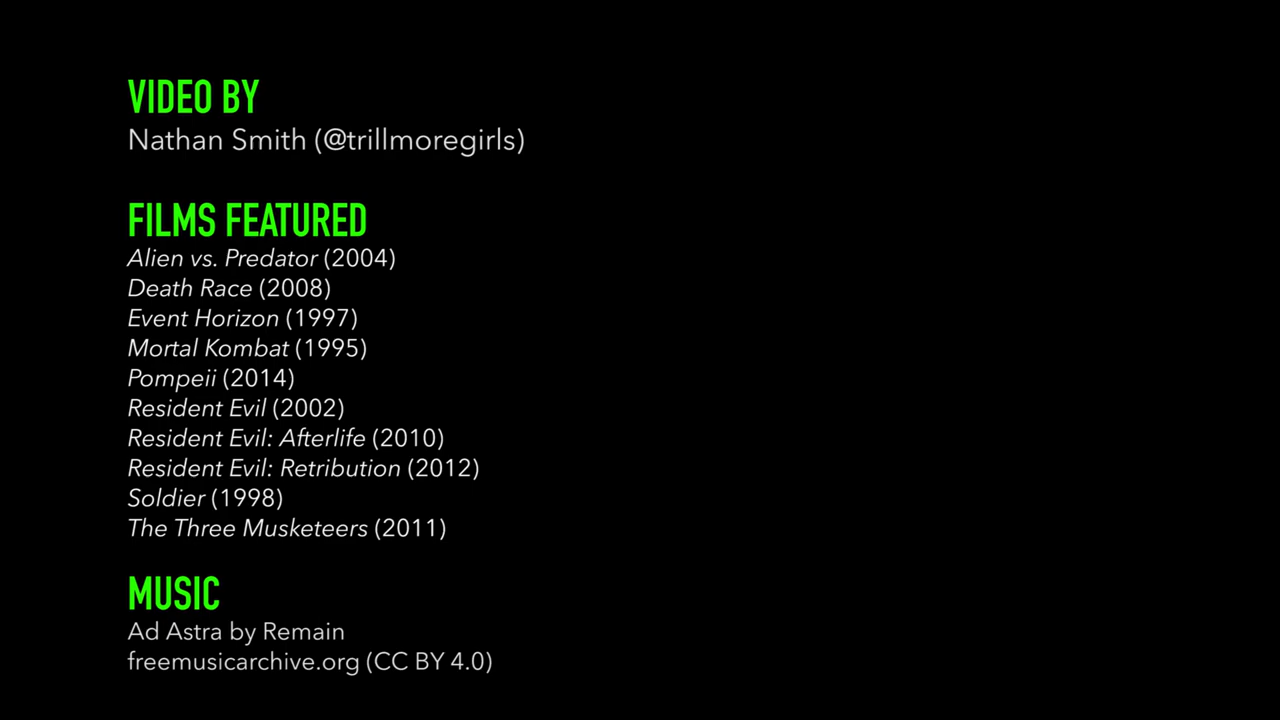 VIDEO BY
Nathan Smith (@trillmoregirls)
FILMS FEATURED
Alien vs. Predator (2004)
Death Race (2008)
Event Horizon (1997)
Mortal Kombat (1995)
Pompeii (2014)
Resident Evil (2002)
Resident Evil: Afterlife (2010)
Resident Evil: Retribution (2012)
Soldier (1998)
The Three Musketeers (2011)
MUSIC
Ad Astra by Remain
freemusicarchive.org (CC BY 4.0)